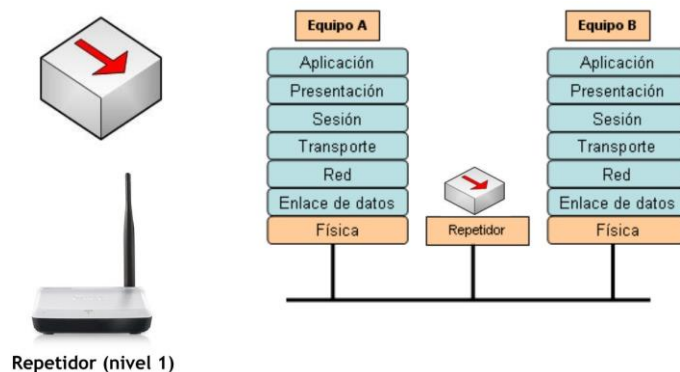 Equipo A
Aplicación
Presentación
Sesión
Transporte
Red
Enlace de datos
Física
Repetidor
Equipo B
Aplicación
Presentación
Sesión
Transporte
Red
Enlace de datos
Física
Repetidor (nivel 1)